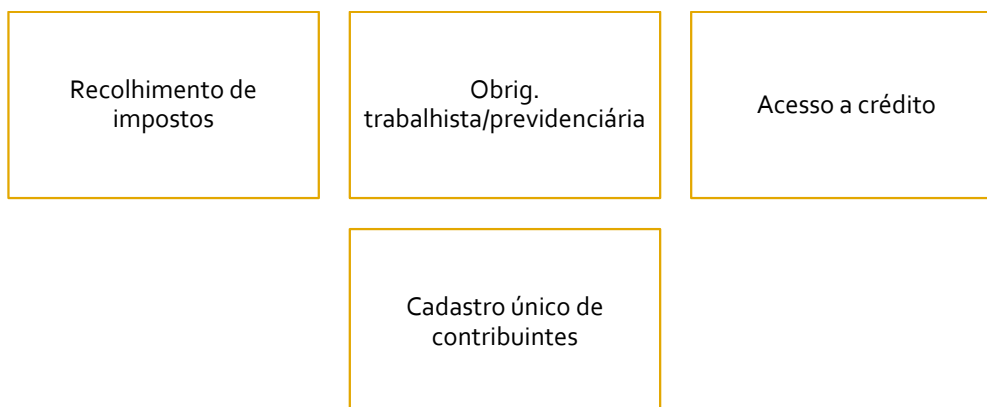 Recolhimento de
impostos
Obrig.
trabalhista/previdenciária
Acesso a crédito
Cadastro único de
contribuintes